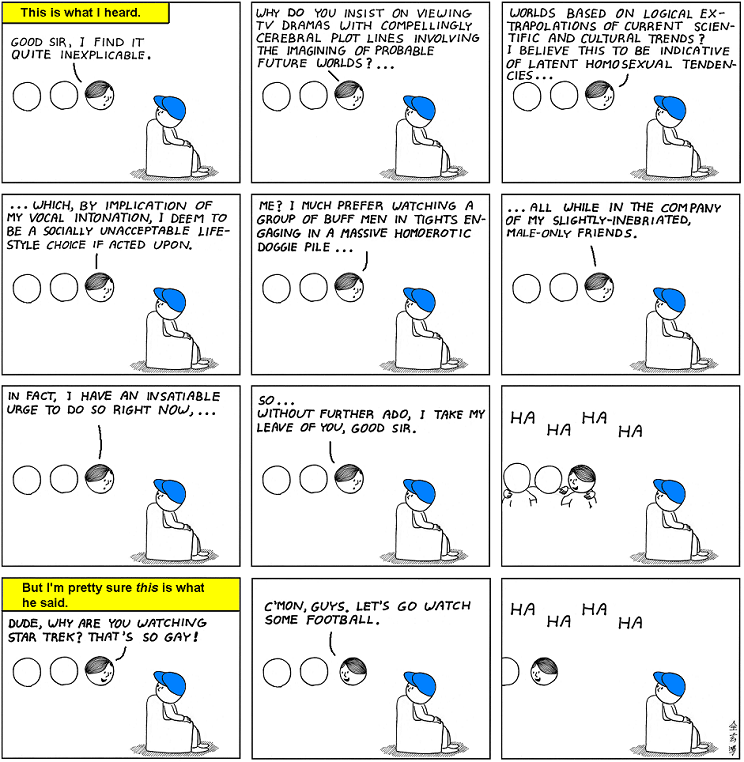 This is what I heard.
GOOD SIR, I FIND IT
QUITE INEXPLICABLE.
WHY DO YOU INSIST ON VIEWING
TV DRAMAS WITH COMPELLINGLY
CEREBRAL PLOT LINES INVOLVING
THE IMAGINING OF PROBABLE
FUTURE WORLDS?...
WORLDS BASED ON LOGICAL EX-
TRAPOLATIONS OF CURRENT SCIEN-
TIFIC AND CULTURAL TRENDS?
I BELIEVE THIS TO BE INDICATIVE
OF LATENT HOMOSEXUAL TENDEN-
CIES...
...WHICH, BY IMPLICATION OF
MY VOCAL INTONATION, I DEEM TO
BE A SOCIALLY UNACCEPTABLE LIFE-
STYLE CHOICE IF ACTED UPON.
ME? I MUCH PREFER WATCHING A
GROUP OF BUFF MEN IN TIGHTS EN-
GAGING IN A MASSIVE HOMOEROTIC
DOGGIE PILE...
...ALL WHILE IN THE COMPANY
OF MY SLIGHTLY-INEBRIATED,
MALE-ONLY FRIENDS.
IN FACT, I HAVE AN INSATIABLE
URGE TO DO SO RIGHT NOW,...
SO...
WITHOUT FURTHER ADO, I TAKE MY
LEAVE OF YOU, GOOD SIR.
HA HA HA HA
But I'm pretty sure this is what
he said.
DUDE, WHY ARE YOU WATCHING
STAR TREK? THAT'S SO GAY!
C'MON, GUYS. LET'S GO WATCH
SOME FOOTBALL.
HA HA HA HA